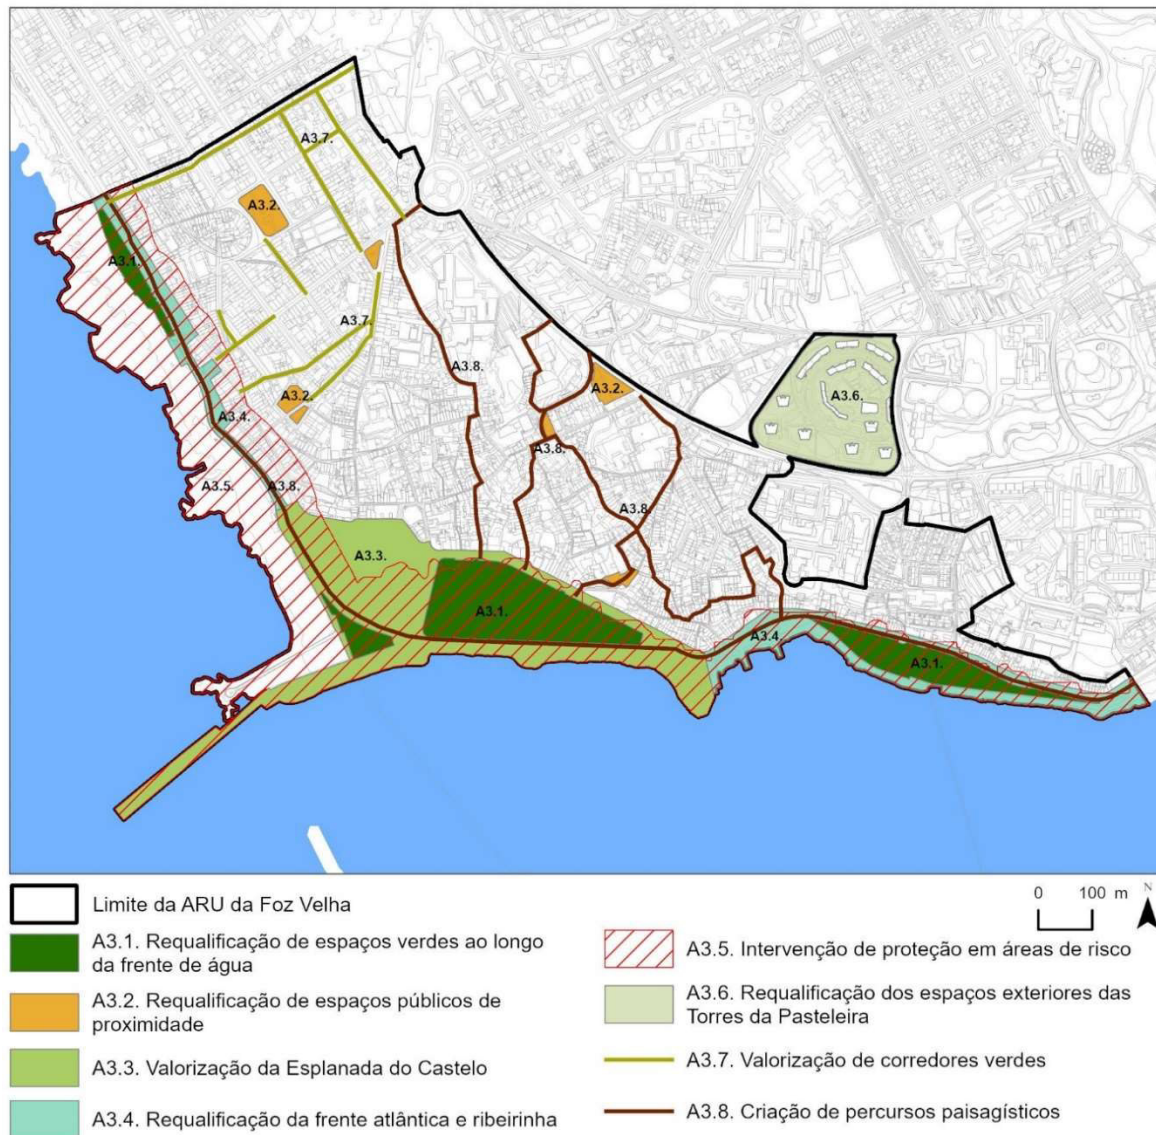 A3.7.
A3.2.
A3.1.
A3.7.
A3.8.
A3.2.
A3.6.
A3.2.
A3.4.
A3.8.
A3.5.
A3.8.
A3.8.
A3.3.
A3.1.
A3.4.
A3.1.
0 100 m N
Limite da ARU da Foz Velha
A3.1. Requalificação de espaços verdes ao longo
da frente de água
A3.2. Requalificação de espaços públicos de
proximidade
A3.3. Valorização da Esplanada do Castelo
A3.4. Requalificação da frente atlântica e ribeirinha
A3.5. Intervenção de proteção em áreas de risco
A3.6. Requalificação dos espaços exteriores das
Torres da Pasteleira
A3.7. Valorização de corredores verdes
A3.8. Criação de percursos paisagísticos